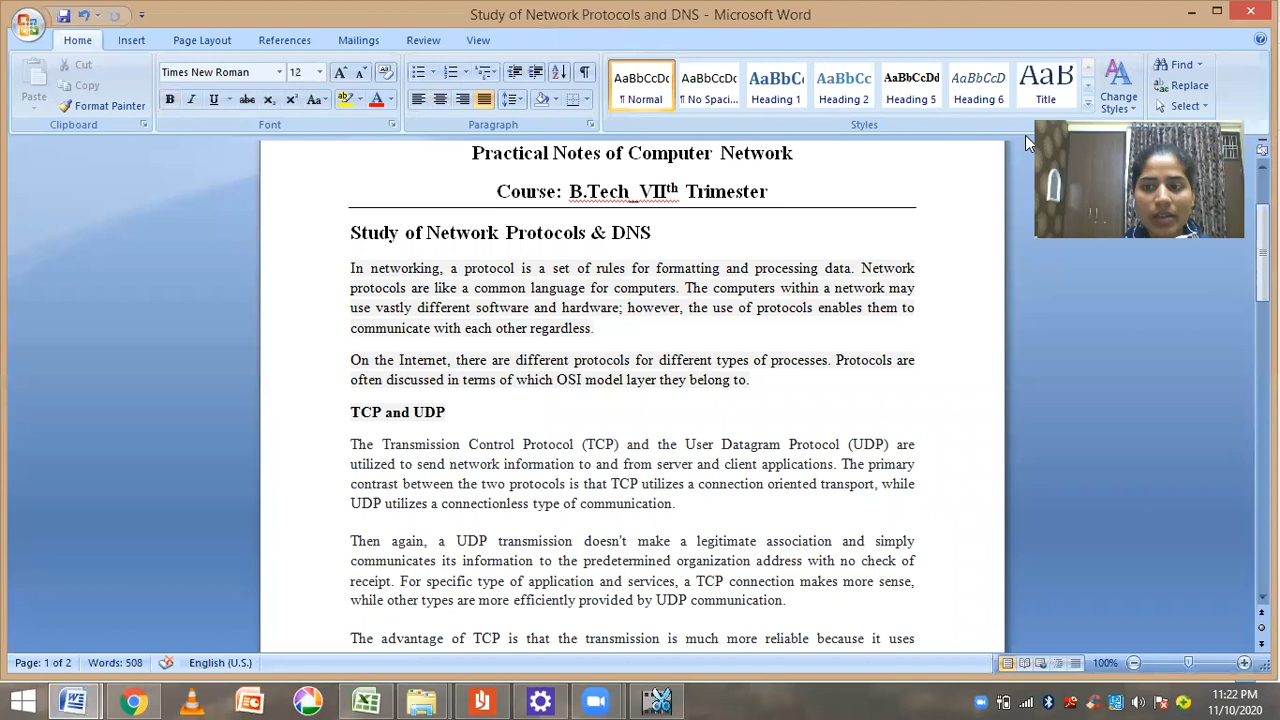 Study of Network Protocols and DNS - Microsoft Word
Home Insert Page Layout References Mailings Review View
Paste Cut Copy Format Painter
Times New Roman 12
AaBbCcDc AaBbCcDc AaBbC( AaBbCc AaBbCcDd AaBbCcD AaB
¶ Normal ¶ No Spaci... Heading 1 Heading 2 Heading 5 Heading 6 Title
Change Styles
Find Replace Select
Clipboard Font Paragraph Styles Editing
Practical Notes of Computer Network
Course: B.Tech_VIIth Trimester
Study of Network Protocols & DNS
In networking, a protocol is a set of rules for formatting and processing data. Network
protocols are like a common language for computers. The computers within a network may
use vastly different software and hardware; however, the use of protocols enables them to
communicate with each other regardless.
On the Internet, there are different protocols for different types of processes. Protocols are
often discussed in terms of which OSI model layer they belong to.
TCP and UDP
The Transmission Control Protocol (TCP) and the User Datagram Protocol (UDP) are
utilized to send network information to and from server and client applications. The primary
contrast between the two protocols is that TCP utilizes a connection oriented transport, while
UDP utilizes a connectionless type of communication.
Then again, a UDP transmission doesn't make a legitimate association and simply
communicates its information to the predetermined organization address with no check of
receipt. For specific type of application and services, a TCP connection makes more sense,
while other types are more efficiently provided by UDP communication.
The advantage of TCP is that the transmission is much more reliable because it uses
Page: 1 of 2 Words: 508 English (U.S.) 100%
11:22 PM
11/10/2020